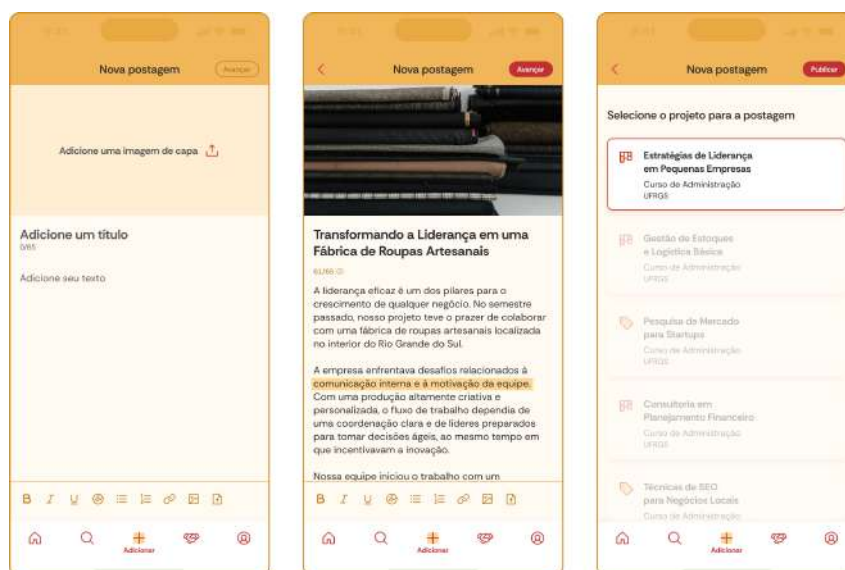 Nova postagem
Avançar
Adicione uma imagem de capa
Adicione um título
0/65
Adicione seu texto
B I U
Adicionar
Nova postagem
Avançar
Transformando a Liderança em uma
Fábrica de Roupas Artesanais
A liderança eficaz é um dos pilares para o
crescimento de qualquer negócio. No semestre
passado, nosso projeto teve o prazer de colaborar
com uma fábrica de roupas artesanais localizada
no interior do Rio Grande do Sul.
A empresa enfrentava desafios relacionados à
comunicação interna e à motivação da equipe.
Com uma produção altamente criativa e
personalizada, o fluxo de trabalho dependia de
uma coordenação clara e de líderes preparados
para tomar decisões ágeis, ao mesmo tempo em
que incentivavam a inovação.
Nossa equipe iniciou o trabalho com um
B I U
Adicionar
Nova postagem
Publicar
Selecione o projeto para a postagem
Estratégias de Liderança
em Pequenas Empresas
Curso de Administração
UFRGS
Gestão de Estoques
e Logística Básica
Curso de Administração
UFRGS
Pesquisa de Mercado
para Startups
Curso de Administração
UFRGS
Consultoria em
Planejamento Financeiro
Curso de Administração
UFRGS
Técnicas de SEO
para Negócios Locais
Curso de Administração
Adicionar